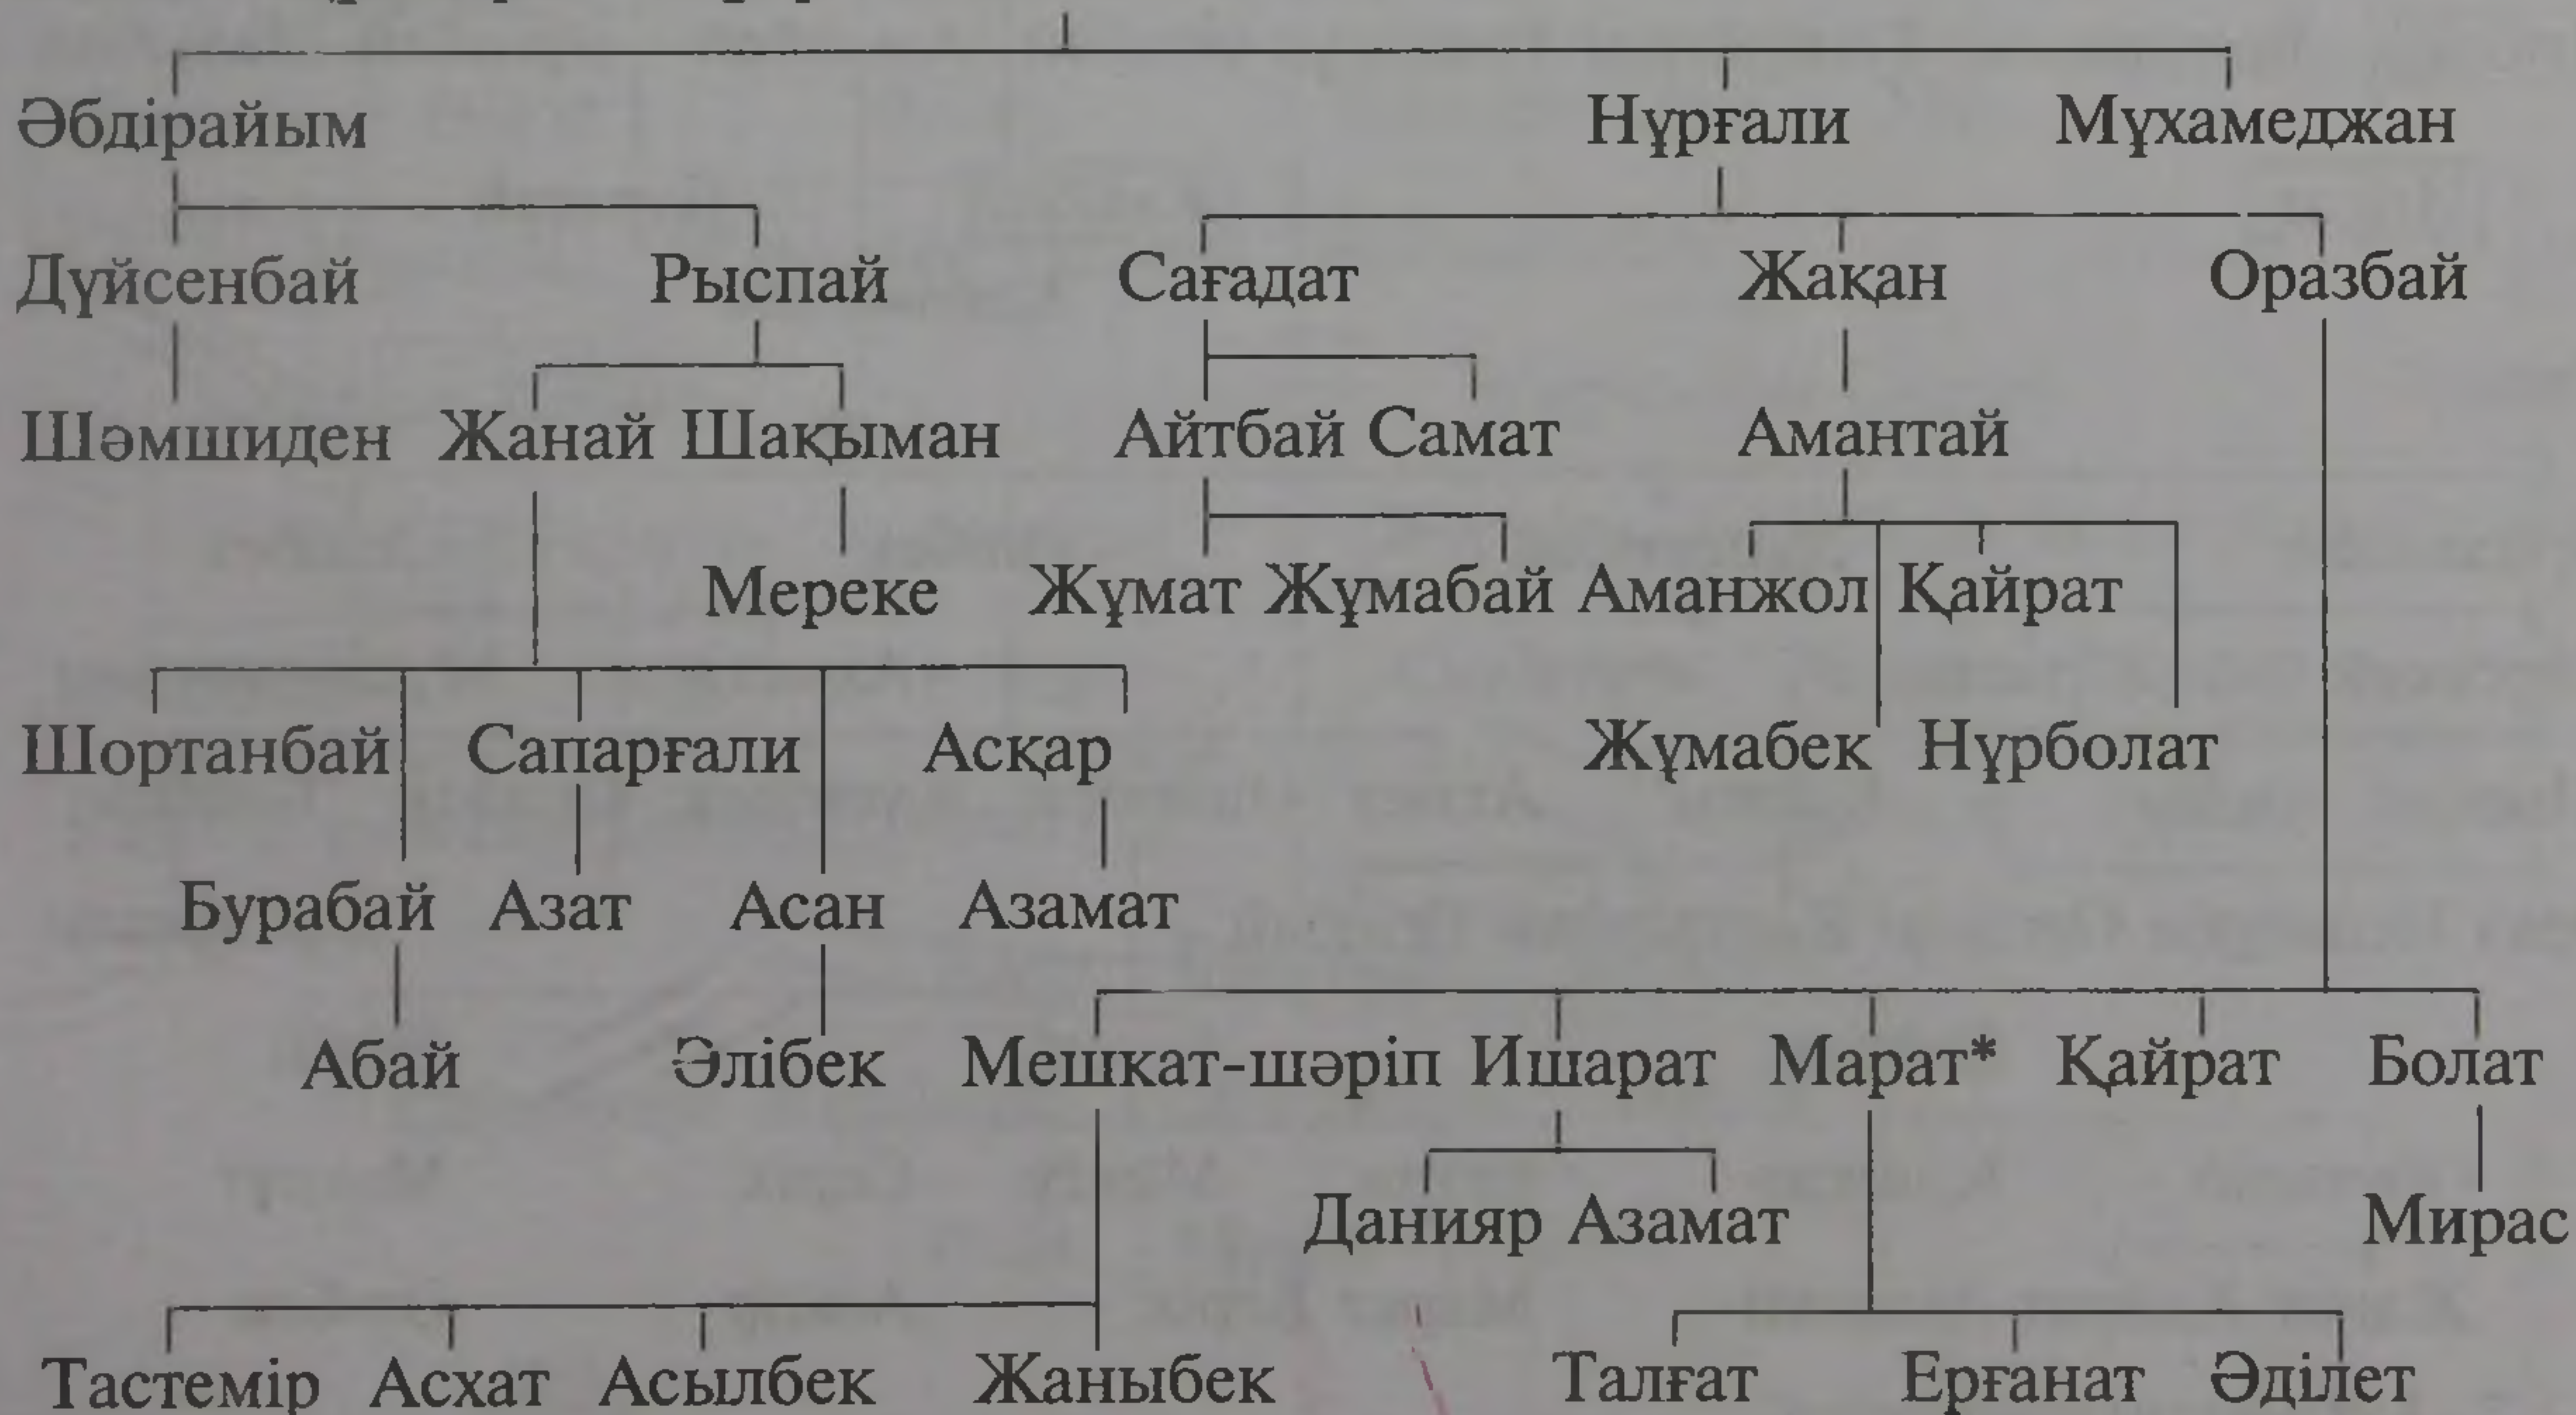 Әбдірайым Нұрғали Мұхамеджан
Дүйсенбай Рыспай Сағадат Жақан Оразбай
Шәмшиден Жанай Шақыман Айтбай Самат Амантай
Мереке Жұмат Жұмабай Аманжол Қайрат
Шортанбай Сапарғали Асқар Жұмабек Нұрболат
Бурабай Азат Асан Азамат
Абай Әлібек Мешкат-шәріп Ишарат Марат* Қайрат Болат
Данияр Азамат Мирас
Тастемір Асхат Асылбек Жаныбек Талғат Ерғанат Әділет